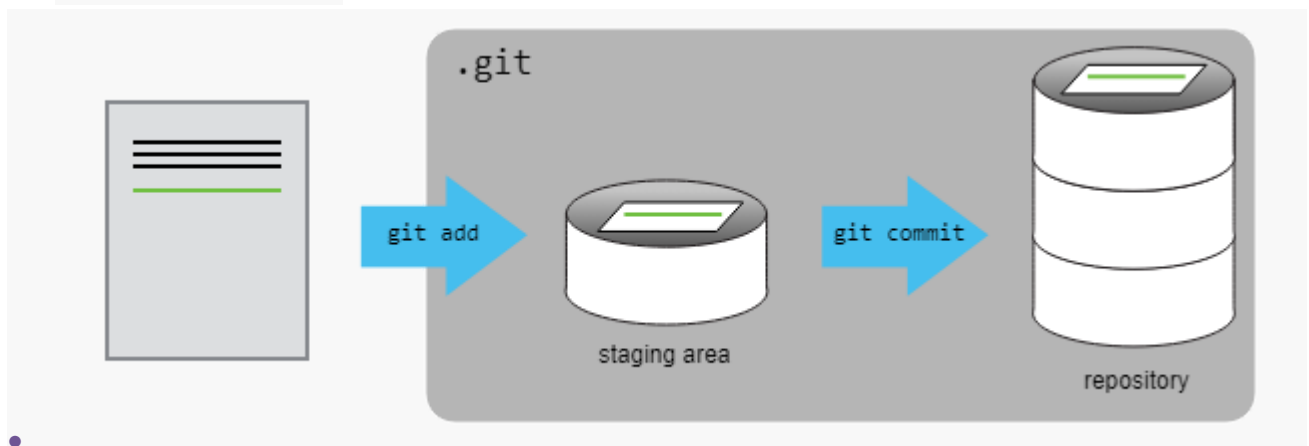 .git
git add
git commit
staging area
repository